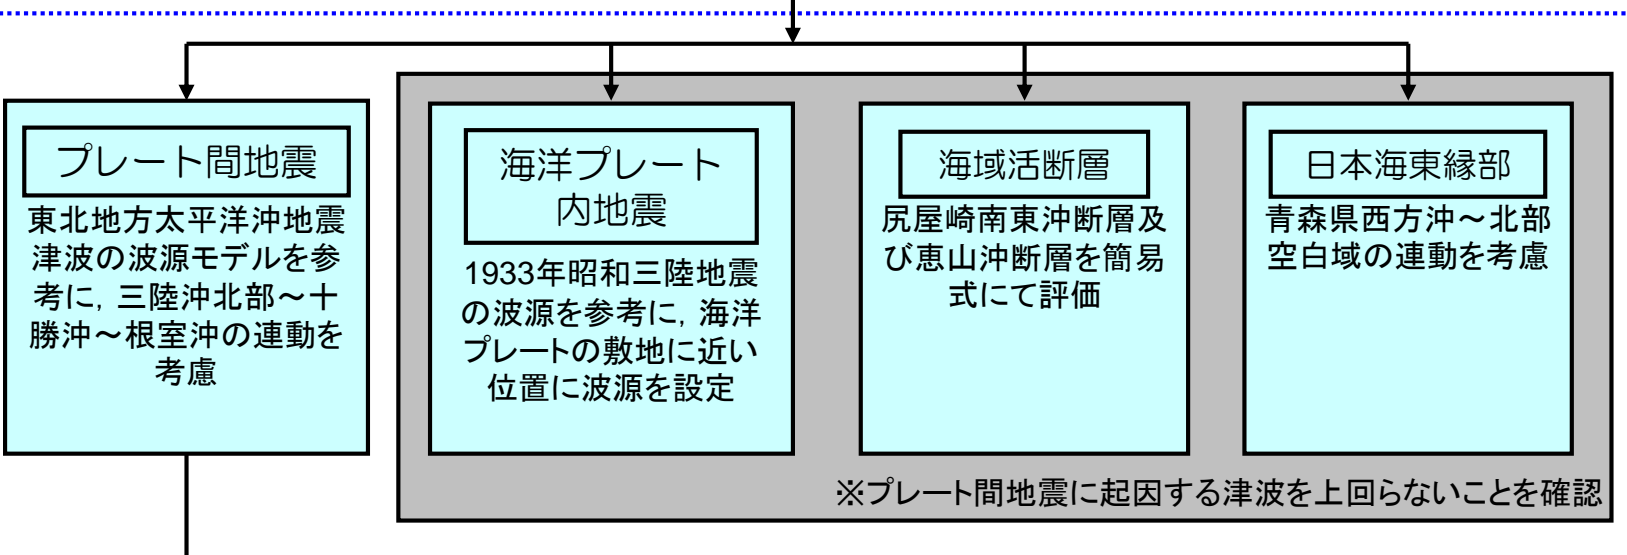 プレート間地震
東北地方太平洋沖地震
津波の波源モデルを参
考に，三陸沖北部～十
勝沖～根室沖の連動を
考慮
海洋プレート
内地震
1933年昭和三陸地震
の波源を参考に，海洋
プレートの敷地に近い
位置に波源を設定
海域活断層
尻屋崎南東沖断層及
び恵山沖断層を簡易
式にて評価
日本海東縁部
青森県西方沖～北部
空白域の連動を考慮
※プレート間地震に起因する津波を上回らないことを確認